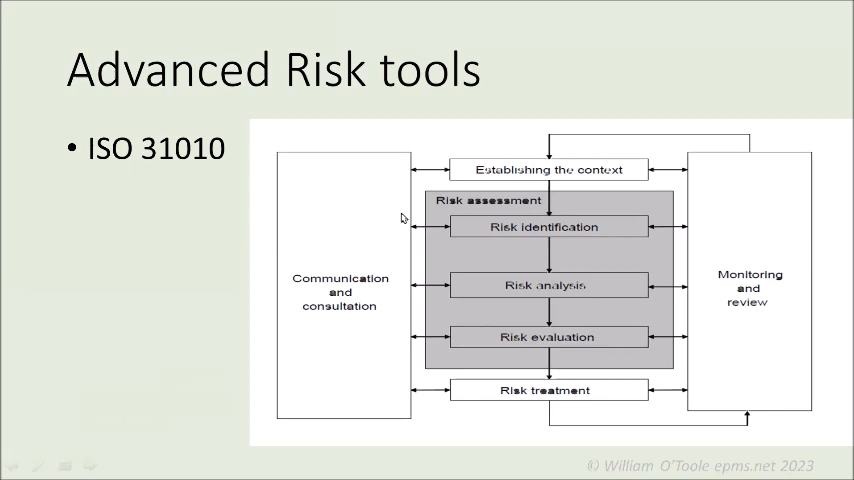 Advanced Risk tools
• ISO 31010
Establishing the context
Risk assessment
Risk identification
Communication
and
consultation
Risk analysis
Monitoring
and
review
Risk evaluation
Risk treatment
© William O'Toole epms.net 2023